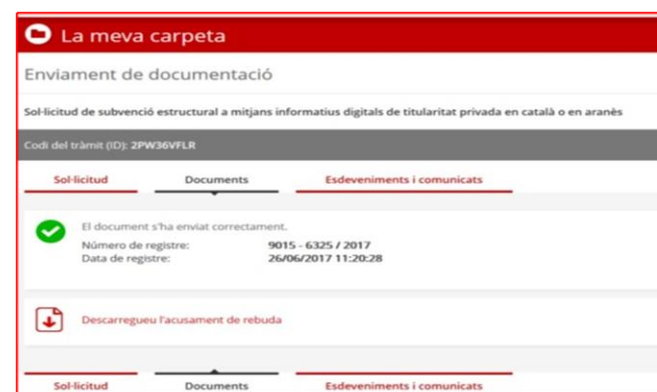 La meva carpeta
Enviament de documentació
Sol·licitud de subvenció estructural a mitjans informatius digitals de titularitat privada en català o en aranès
Codi del tràmit (ID): 2PW36VFLR
Sol·licitud Documents Esdeveniments i comunicats
El document s'ha enviat correctament.
Número de registre: 9015 - 6325 / 2017
Data de registre: 26/06/2017 11:20:28
Descarregueu l'acusament de rebuda
Sol·licitud Documents Esdeveniments i comunicats